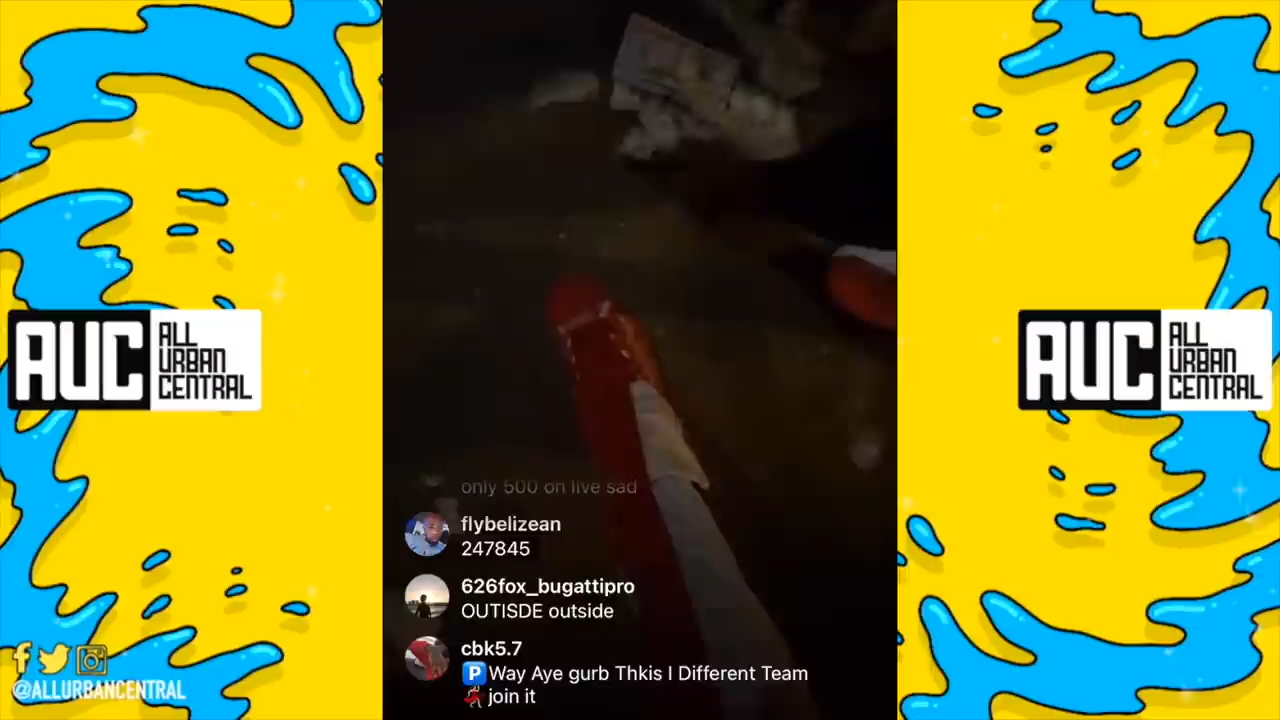 AUC ALL
URBAN
CENTRAL
AUC ALL
URBAN
CENTRAL
only 500 on live sad
flybelizean
247845
626fox_bugattipro
OUTISDE outside
cbk5.7
🅿️Way Aye gurb Thkis I Different Team
💃join it
@ALLURBANCENTRAL